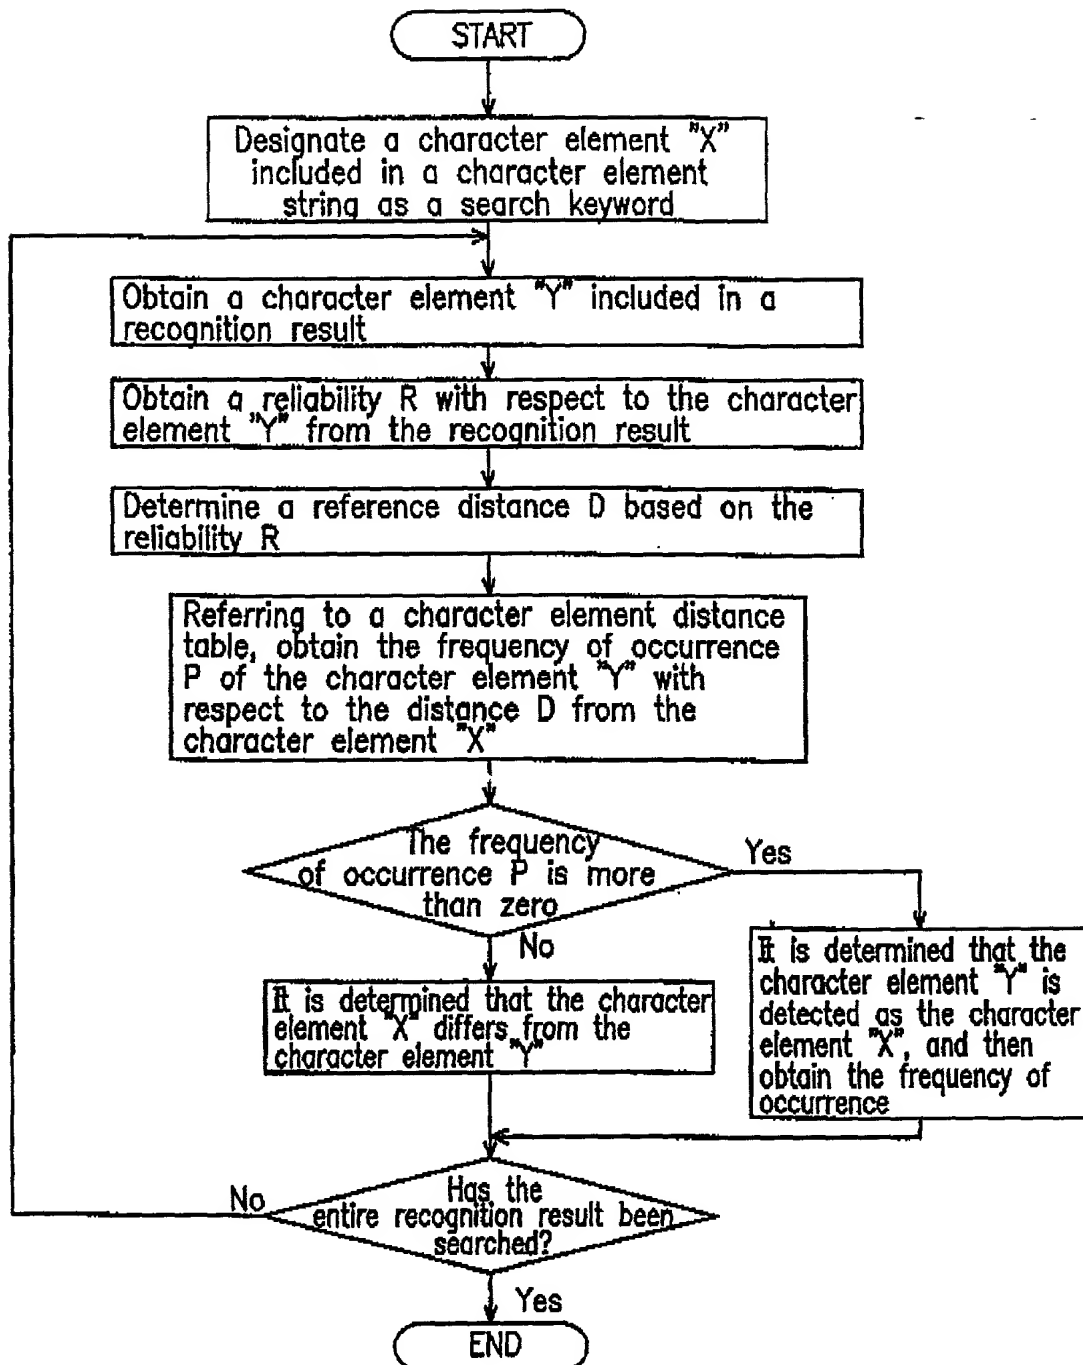 START
Designate a character element "X"
included in a character element
string as a search keyword
Obtain a character element "Y" included in a
recognition result
Obtain a reliability R with respect to the character
element "Y" from the recognition result
Determine a reference distance D based on the
reliability R
Referring to a character element distance
table, obtain the frequency of occurrence
P of the character element "Y" with
respect to the distance D from the
character element "X"
The frequency
of occurrence P is more
than zero
Yes
No
It is determined that the
character element "Y" is
detected as the character
element "X", and then
obtain the frequency of
occurrence
It is determined that the character
element "X" differs from the
character element "Y"
No
Has the
entire recognition result been
searched?
Yes
END